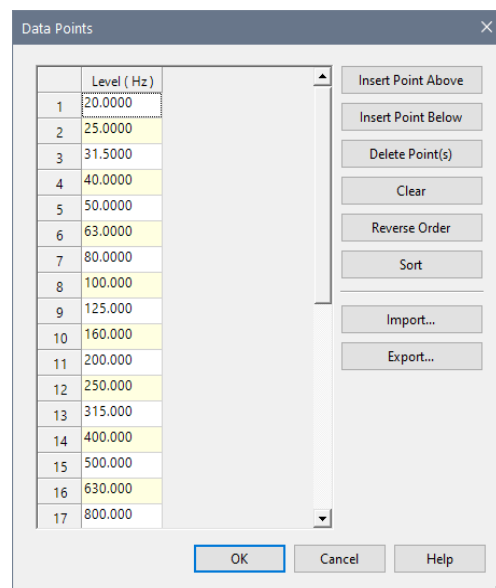 Data Points
Level ( Hz )
1 20.0000
2 25.0000
3 31.5000
4 40.0000
5 50.0000
6 63.0000
7 80.0000
8 100.000
9 125.000
10 160.000
11 200.000
12 250.000
13 315.000
14 400.000
15 500.000
16 630.000
17 800.000
Insert Point Above
Insert Point Below
Delete Point(s)
Clear
Reverse Order
Sort
Import...
Export...
OK Cancel Help